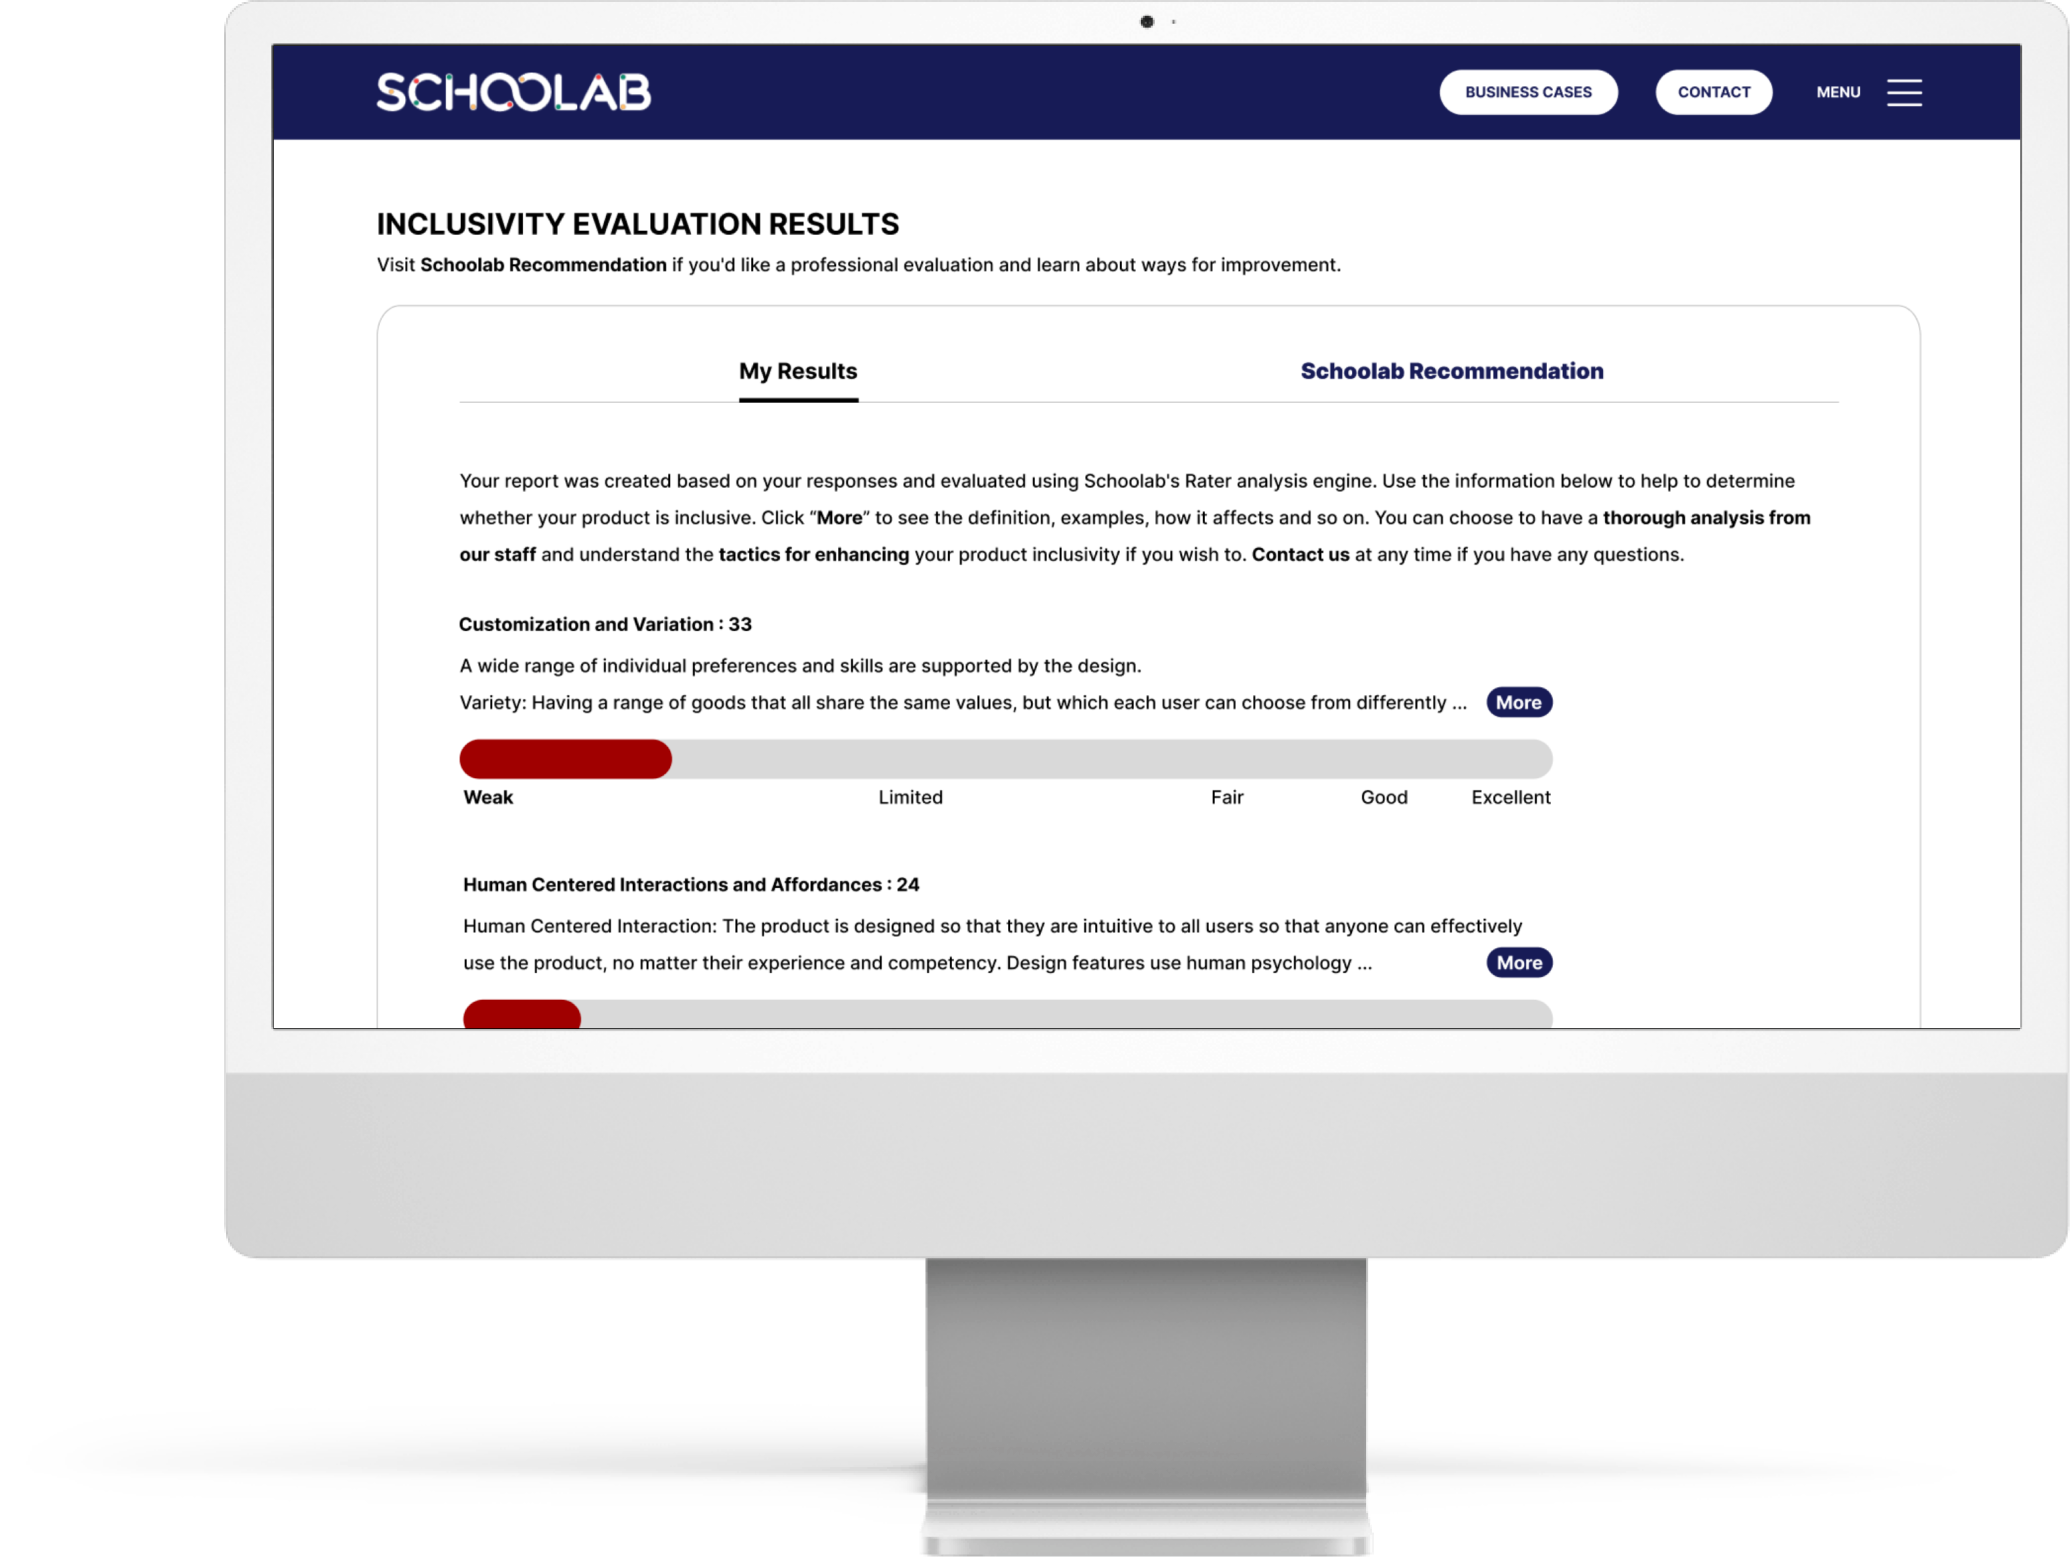 SCHOOLAB
BUSINESS CASES
CONTACT
MENU
INCLUSIVITY EVALUATION RESULTS
Visit Schoolab Recommendation if you'd like a professional evaluation and learn about ways for improvement.
My Results
Schoolab Recommendation
Your report was created based on your responses and evaluated using Schoolab's Rater analysis engine. Use the information below to help to determine
whether your product is inclusive. Click “More” to see the definition, examples, how it affects and so on. You can choose to have a thorough analysis from
our staff and understand the tactics for enhancing your product inclusivity if you wish to. Contact us at any time if you have any questions.
Customization and Variation : 33
A wide range of individual preferences and skills are supported by the design.
Variety: Having a range of goods that all share the same values, but which each user can choose from differently ...
More
Weak
Limited
Fair
Good
Excellent
Human Centered Interactions and Affordances : 24
Human Centered Interaction: The product is designed so that they are intuitive to all users so that anyone can effectively
use the product, no matter their experience and competency. Design features use human psychology ...
More